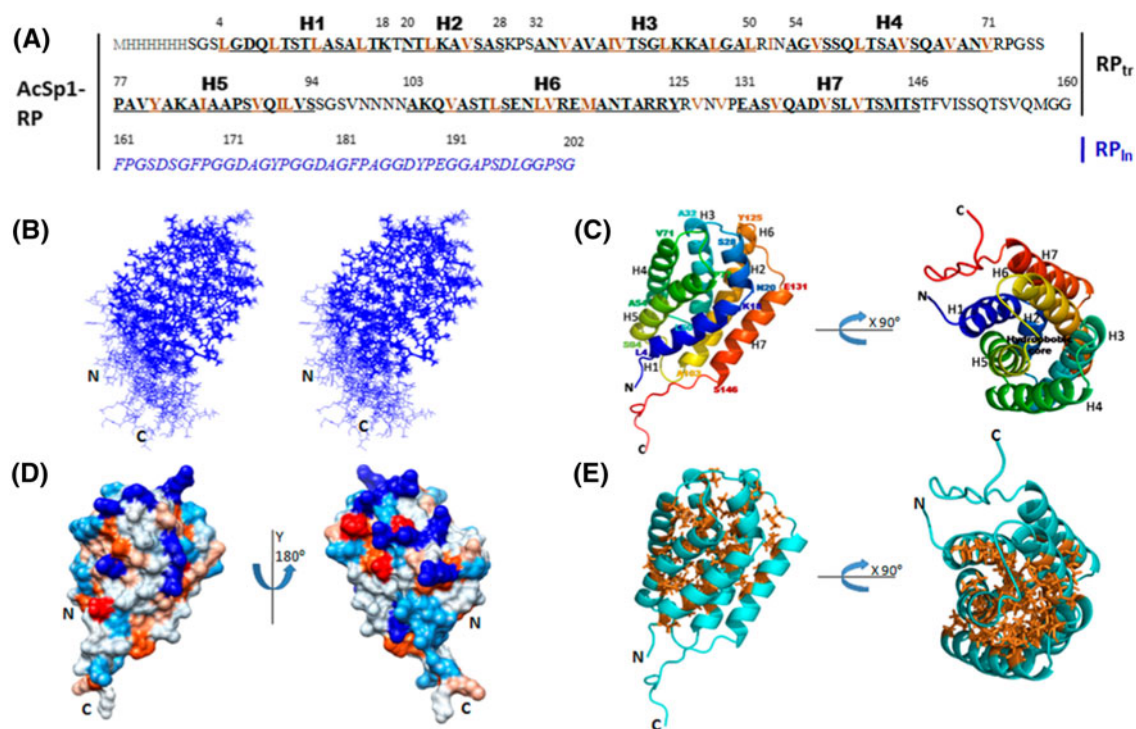 (A)
4 H1 18 20 H2 28 32 H3 50 54 H4 71
MHHHHHHSGSLGDQLTSTLASALTKTNTLKAVSASKPSANVAVAIVTSGLKKALGALRINAGVSSQLTSAVSQAVANVRPGSS
RPtr
AcSp1-
RP
77 H5 94 103 H6 125 131 H7 146 160
PAVYAKAIAAPSVQILVSSGSVNNNNAKQVASTLSENLVREMANTARRYRVNVPEASVQADVSLVTSMTSTFVISSQTSVQMGG
161 171 181 191 202
FPGSDSGFPGGDAGYPGGDAGFPAGGDYPEGGAPSDLGGPSG
RPln
(B)
N
C
(C)
A32 H3 Y125
V71 S28 H6
H4 H2
A54 N20 E131
H5 K18
S94
L4 H7
H1 A103
N S146
C
X 90°
C
H7
H6
N
H1 H2
H3
Hydrophobic
core
H5
H4
(D)
N
C
Y
180°
N
C
(E)
N
C
X 90°
C
N